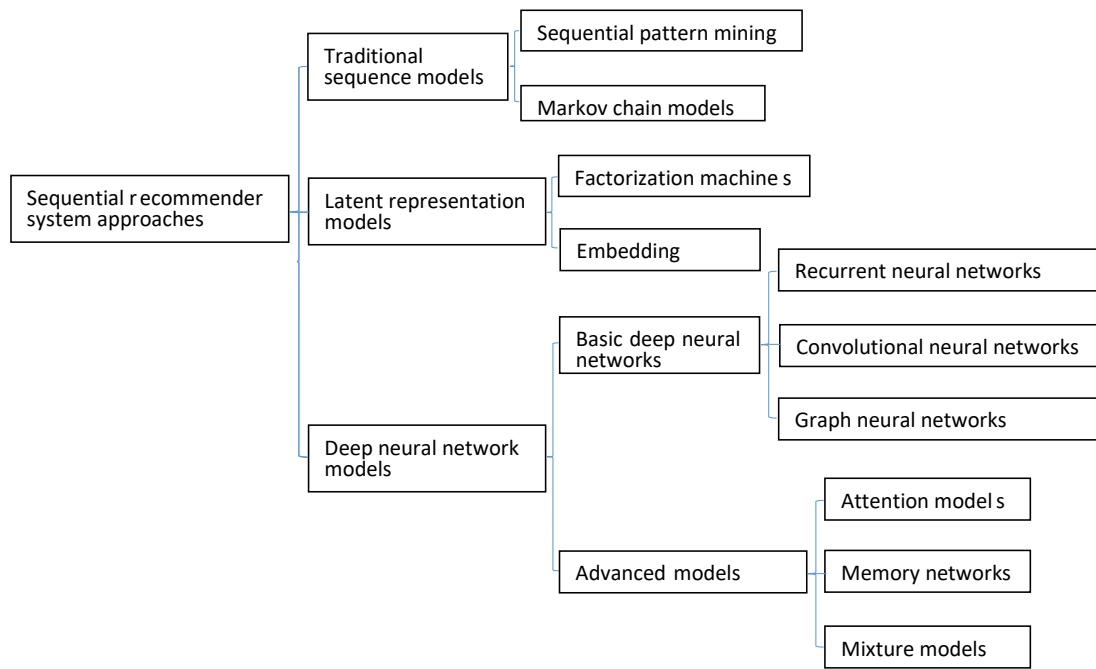 Sequential pattern mining
Traditional
sequence models
Markov chain models
Sequential recommender
system approaches
Latent representation
models
Factorization machine s
Embedding
Recurrent neural networks
Basic deep neural
networks
Convolutional neural networks
Graph neural networks
Deep neural network
models
Attention model s
Advanced models
Memory networks
Mixture models